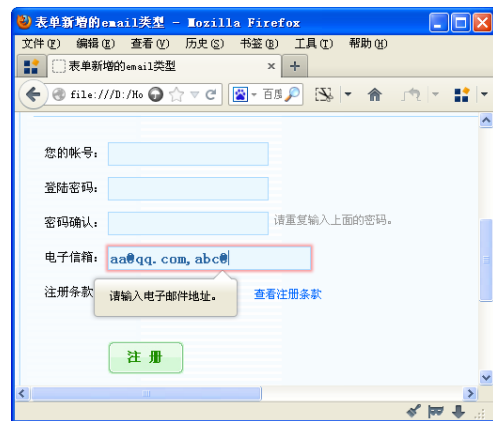 表单新增的email类型 - Mozilla Firefox
文件(F) 编辑(E) 查看(V) 历史(S) 书签(B) 工具(T) 帮助(H)
表单新增的email类型 × +
file:///D:/Ho 百度
您的帐号:
登陆密码:
密码确认: 请重复输入上面的密码。
电子信箱: aa@qq.com,abc@
注册条款 请输入电子邮件地址。 查看注册条款
注 册